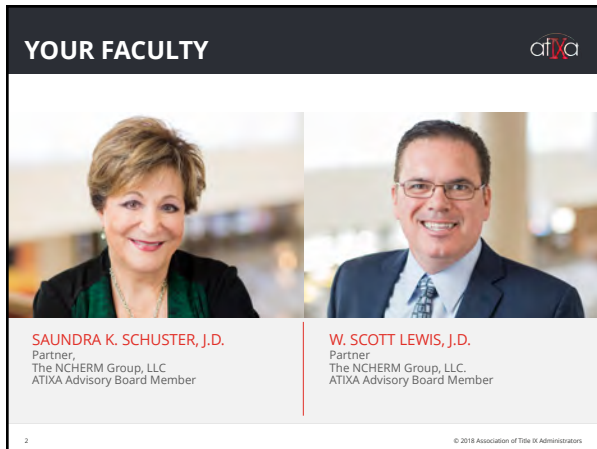 YOUR FACULTY
atIXa
SAUNDRA K. SCHUSTER, J.D.
Partner,
The NCHERM Group, LLC
ATIXA Advisory Board Member
W. SCOTT LEWIS, J.D.
Partner
The NCHERM Group, LLC.
ATIXA Advisory Board Member
2
© 2018 Association of Title IX Administrators